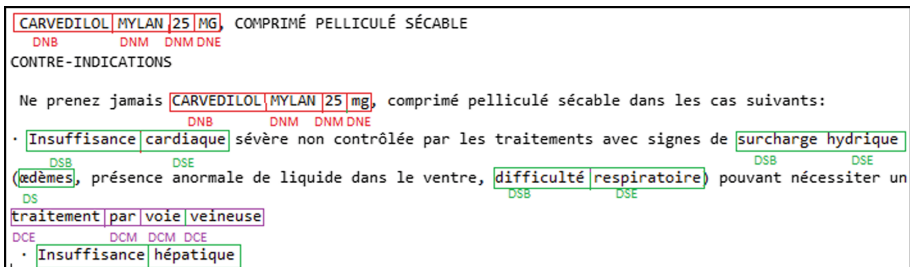 CARVEDILOL MYLAN 25 MG, COMPRIMÉ PELLICULÉ SÉCABLE
DNB DNM DNM DNE
CONTRE-INDICATIONS
Ne prenez jamais CARVEDILOL MYLAN 25 mg, comprimé pelliculé sécable dans les cas suivants:
DNB DNM DNM DNE
· Insuffisance cardiaque sévère non contrôlée par les traitements avec signes de surcharge hydrique
DSB DSE DSB DSE
(œdèmes, présence anormale de liquide dans le ventre, difficulté respiratoire) pouvant nécessiter un
DS DSB DSE
traitement par voie veineuse
DCE DCM DCM DCE
· Insuffisance hépatique